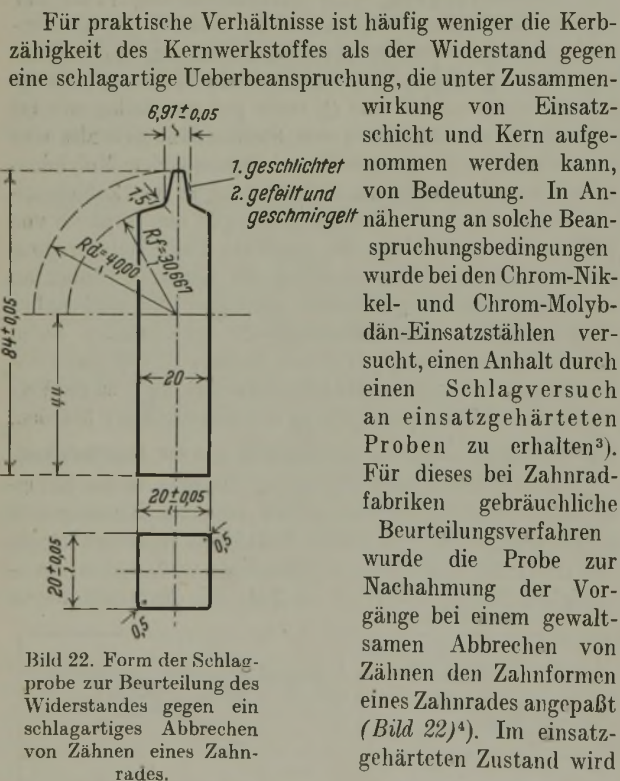 Für praktische Verhältnisse ist häufig weniger die Kerb-
zähigkeit des Kernwerkstoffes als der Widerstand gegen
eine schlagartige Ueberbeanspruchung, die unter Zusammen-
wirkung von Einsatz-
schicht und Kern aufge-
nommen werden kann,
von Bedeutung. In An-
näherung an solche Bean-
spruchungsbedingungen
wurde bei den Chrom-Nik-
kel- und Chrom-Molyb-
dän-Einsatzstählen ver-
sucht, einen Anhalt durch
einen Schlagversuch
an einsatzgehärteten
Proben zu erhalten³).
Für dieses bei Zahnrad-
fabriken gebräuchliche
Beurteilungsverfahren
wurde die Probe zur
Nachahmung der Vor-
gänge bei einem gewalt-
samen Abbrechen von
Zähnen den Zahnformen
eines Zahnrades angepaßt
(Bild 22)⁴). Im einsatz-
gehärteten Zustand wird
6,91±0,05
1. geschlichtet
2. gefeilt und
geschmirgelt
1,5
Rd=40,00
Rf=30,667
84±0,05
44
20
20±0,05
20±0,05
0,5
0,5
Bild 22. Form der Schlag-
probe zur Beurteilung des
Widerstandes gegen ein
schlagartiges Abbrechen
von Zähnen eines Zahn-
rades.